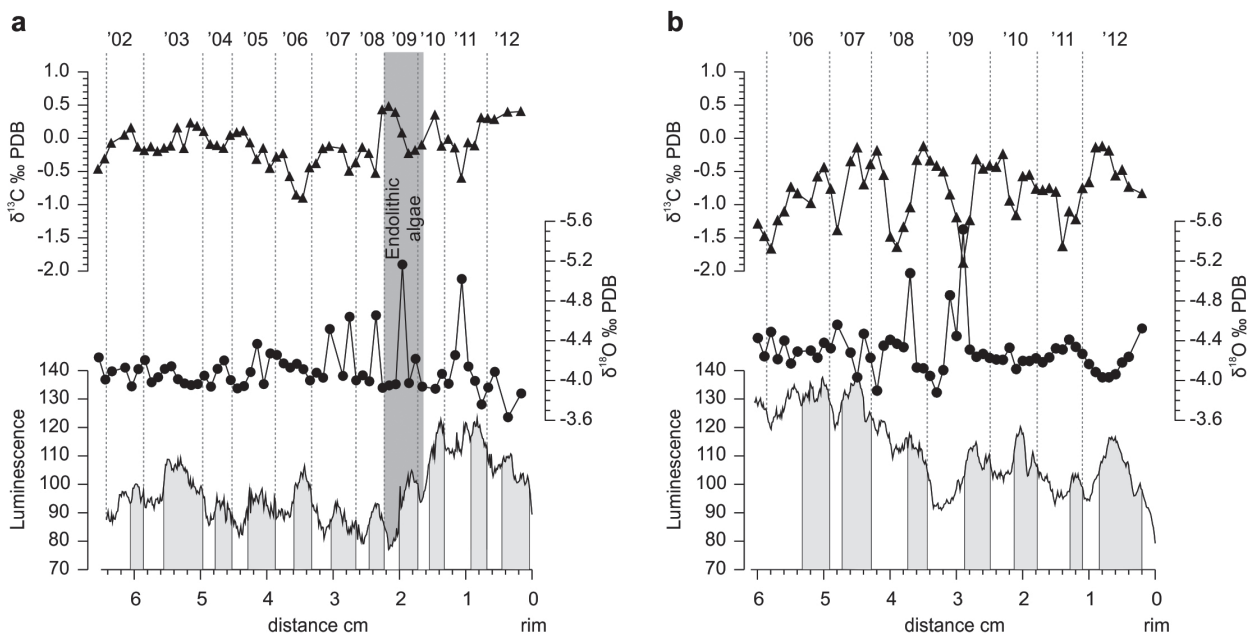 a
’02 ’03 ’04 ’05 ’06 ’07 ’08 ’09 ’10 ’11 ’12
1.0
0.5
0.0
-0.5
-1.0
-1.5
-2.0
δ13C ‰ PDB
Endolithic
algae
-5.6
-5.2
-4.8
-4.4
-4.0
-3.6
δ18O ‰ PDB
140
130
120
110
100
90
80
70
Luminescence
6 5 4 3 2 1 0
distance cm rim
b
’06 ’07 ’08 ’09 ’10 ’11 ’12
1.0
0.5
0.0
-0.5
-1.0
-1.5
-2.0
δ13C ‰ PDB
-5.6
-5.2
-4.8
-4.4
-4.0
-3.6
δ18O ‰ PDB
140
130
120
110
100
90
80
70
Luminescence
6 5 4 3 2 1 0
distance cm rim